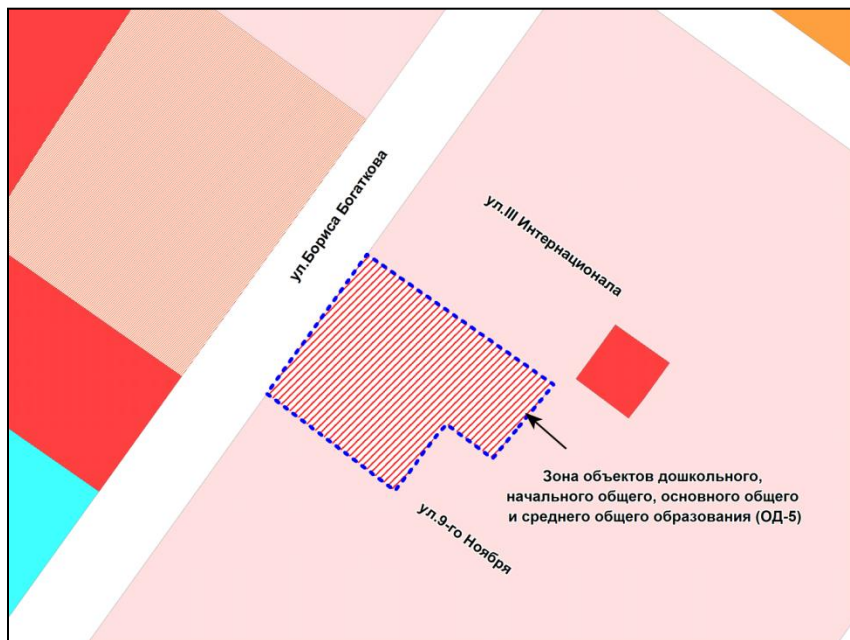 ул.Бориса Богаткова
ул.III Интернационала
Зона объектов дошкольного,
начального общего, основного общего
и среднего общего образования (ОД-5)
ул.9-го Ноября